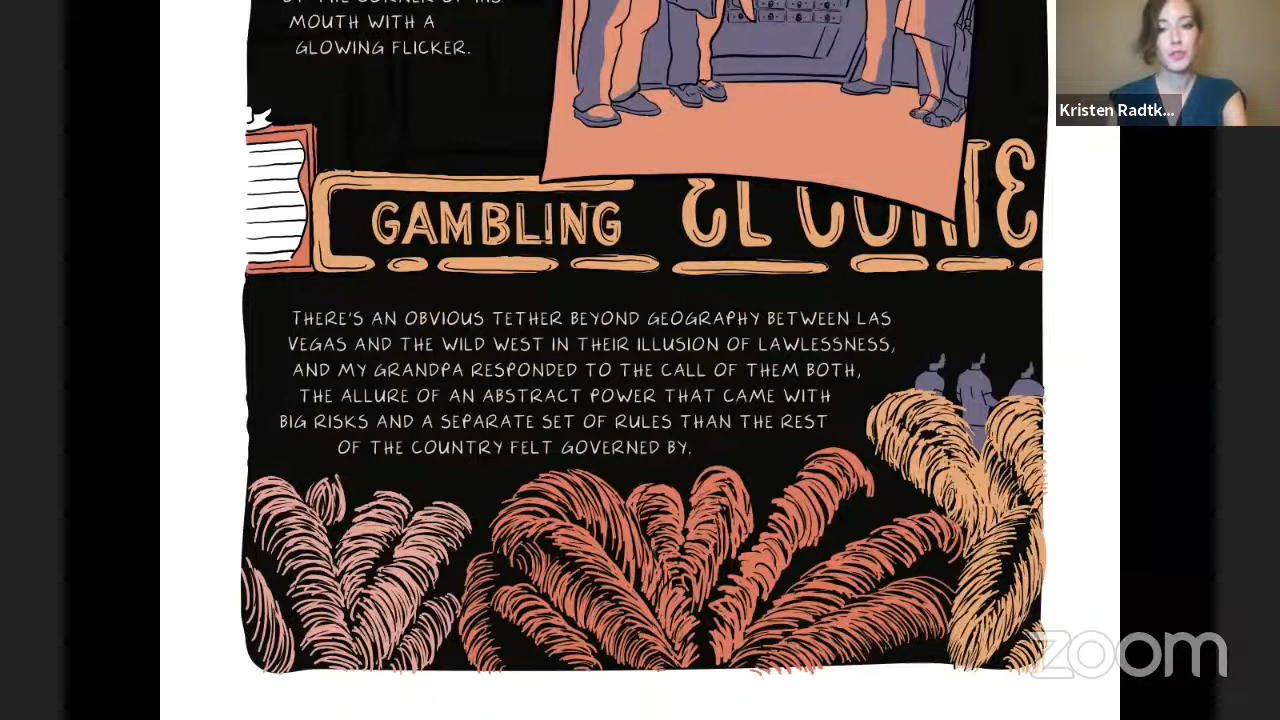 MOUTH WITH A
GLOWING FLICKER.
Kristen Radtk...
GAMBLING
THERE'S AN OBVIOUS TETHER BEYOND GEOGRAPHY BETWEEN LAS
VEGAS AND THE WILD WEST IN THEIR ILLUSION OF LAWLESSNESS,
AND MY GRANDPA RESPONDED TO THE CALL OF THEM BOTH,
THE ALLURE OF AN ABSTRACT POWER THAT CAME WITH
BIG RISKS AND A SEPARATE SET OF RULES THAN THE REST
OF THE COUNTRY FELT GOVERNED BY.
zoom